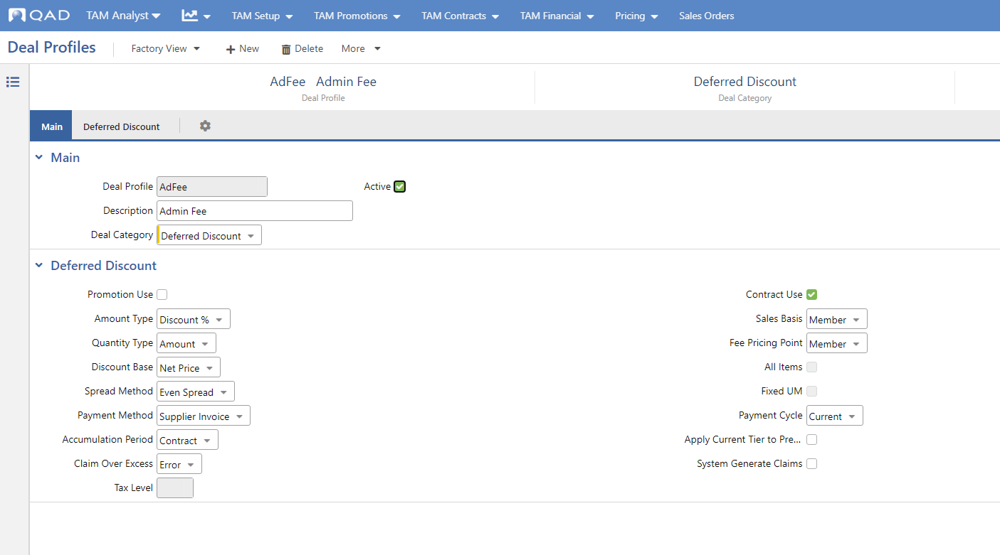 QAD TAM Analyst TAM Setup TAM Promotions TAM Contracts TAM Financial Pricing Sales Orders
Deal Profiles Factory View New Delete More
AdFee Admin Fee Deferred Discount
Deal Profile Deal Category
Main Deferred Discount
Main
Deal Profile AdFee Active
Description Admin Fee
Deal Category Deferred Discount
Deferred Discount
Promotion Use Contract Use
Amount Type Discount % Sales Basis Member
Quantity Type Amount Fee Pricing Point Member
Discount Base Net Price All Items
Spread Method Even Spread Fixed UM
Payment Method Supplier Invoice Payment Cycle Current
Accumulation Period Contract Apply Current Tier to Pre...
Claim Over Excess Error System Generate Claims
Tax Level